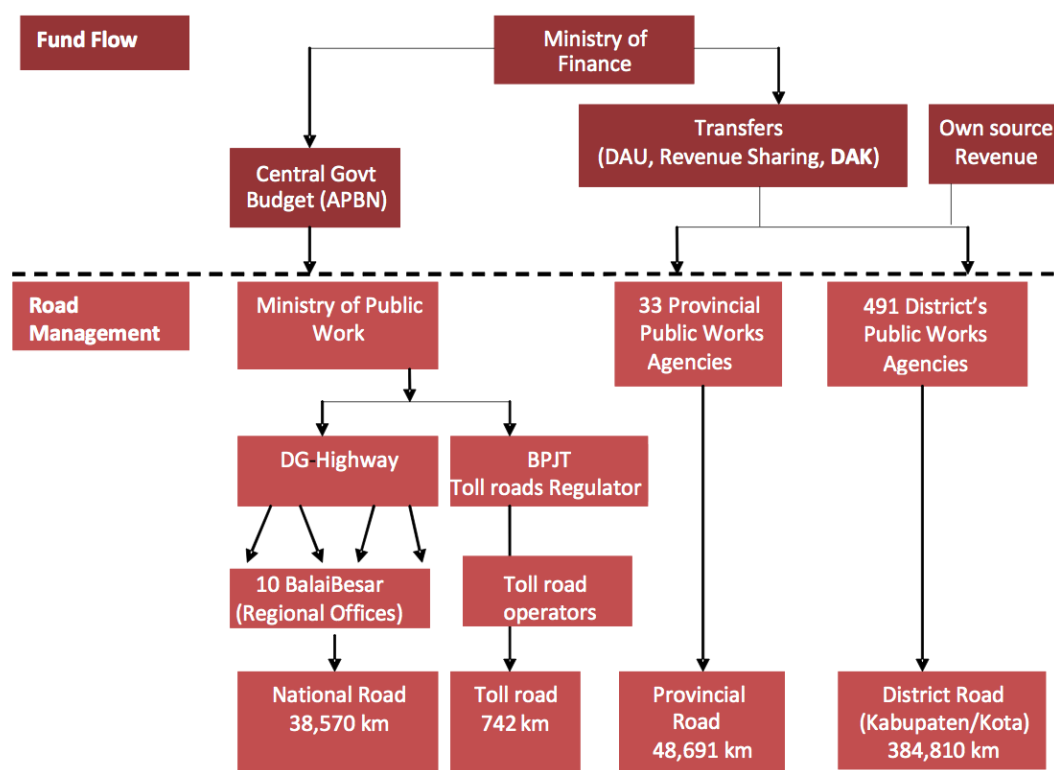 Fund Flow
Ministry of
Finance
Transfers
(DAU, Revenue Sharing, DAK)
Own source
Revenue
Central Govt
Budget (APBN)
Road
Management
Ministry of Public
Work
33 Provincial
Public Works
Agencies
491 District’s
Public Works
Agencies
DG-Highway
BPJT
Toll roads Regulator
10 BalaiBesar
(Regional Offices)
Toll road
operators
National Road
38,570 km
Toll road
742 km
Provincial
Road
48,691 km
District Road
(Kabupaten/Kota)
384,810 km